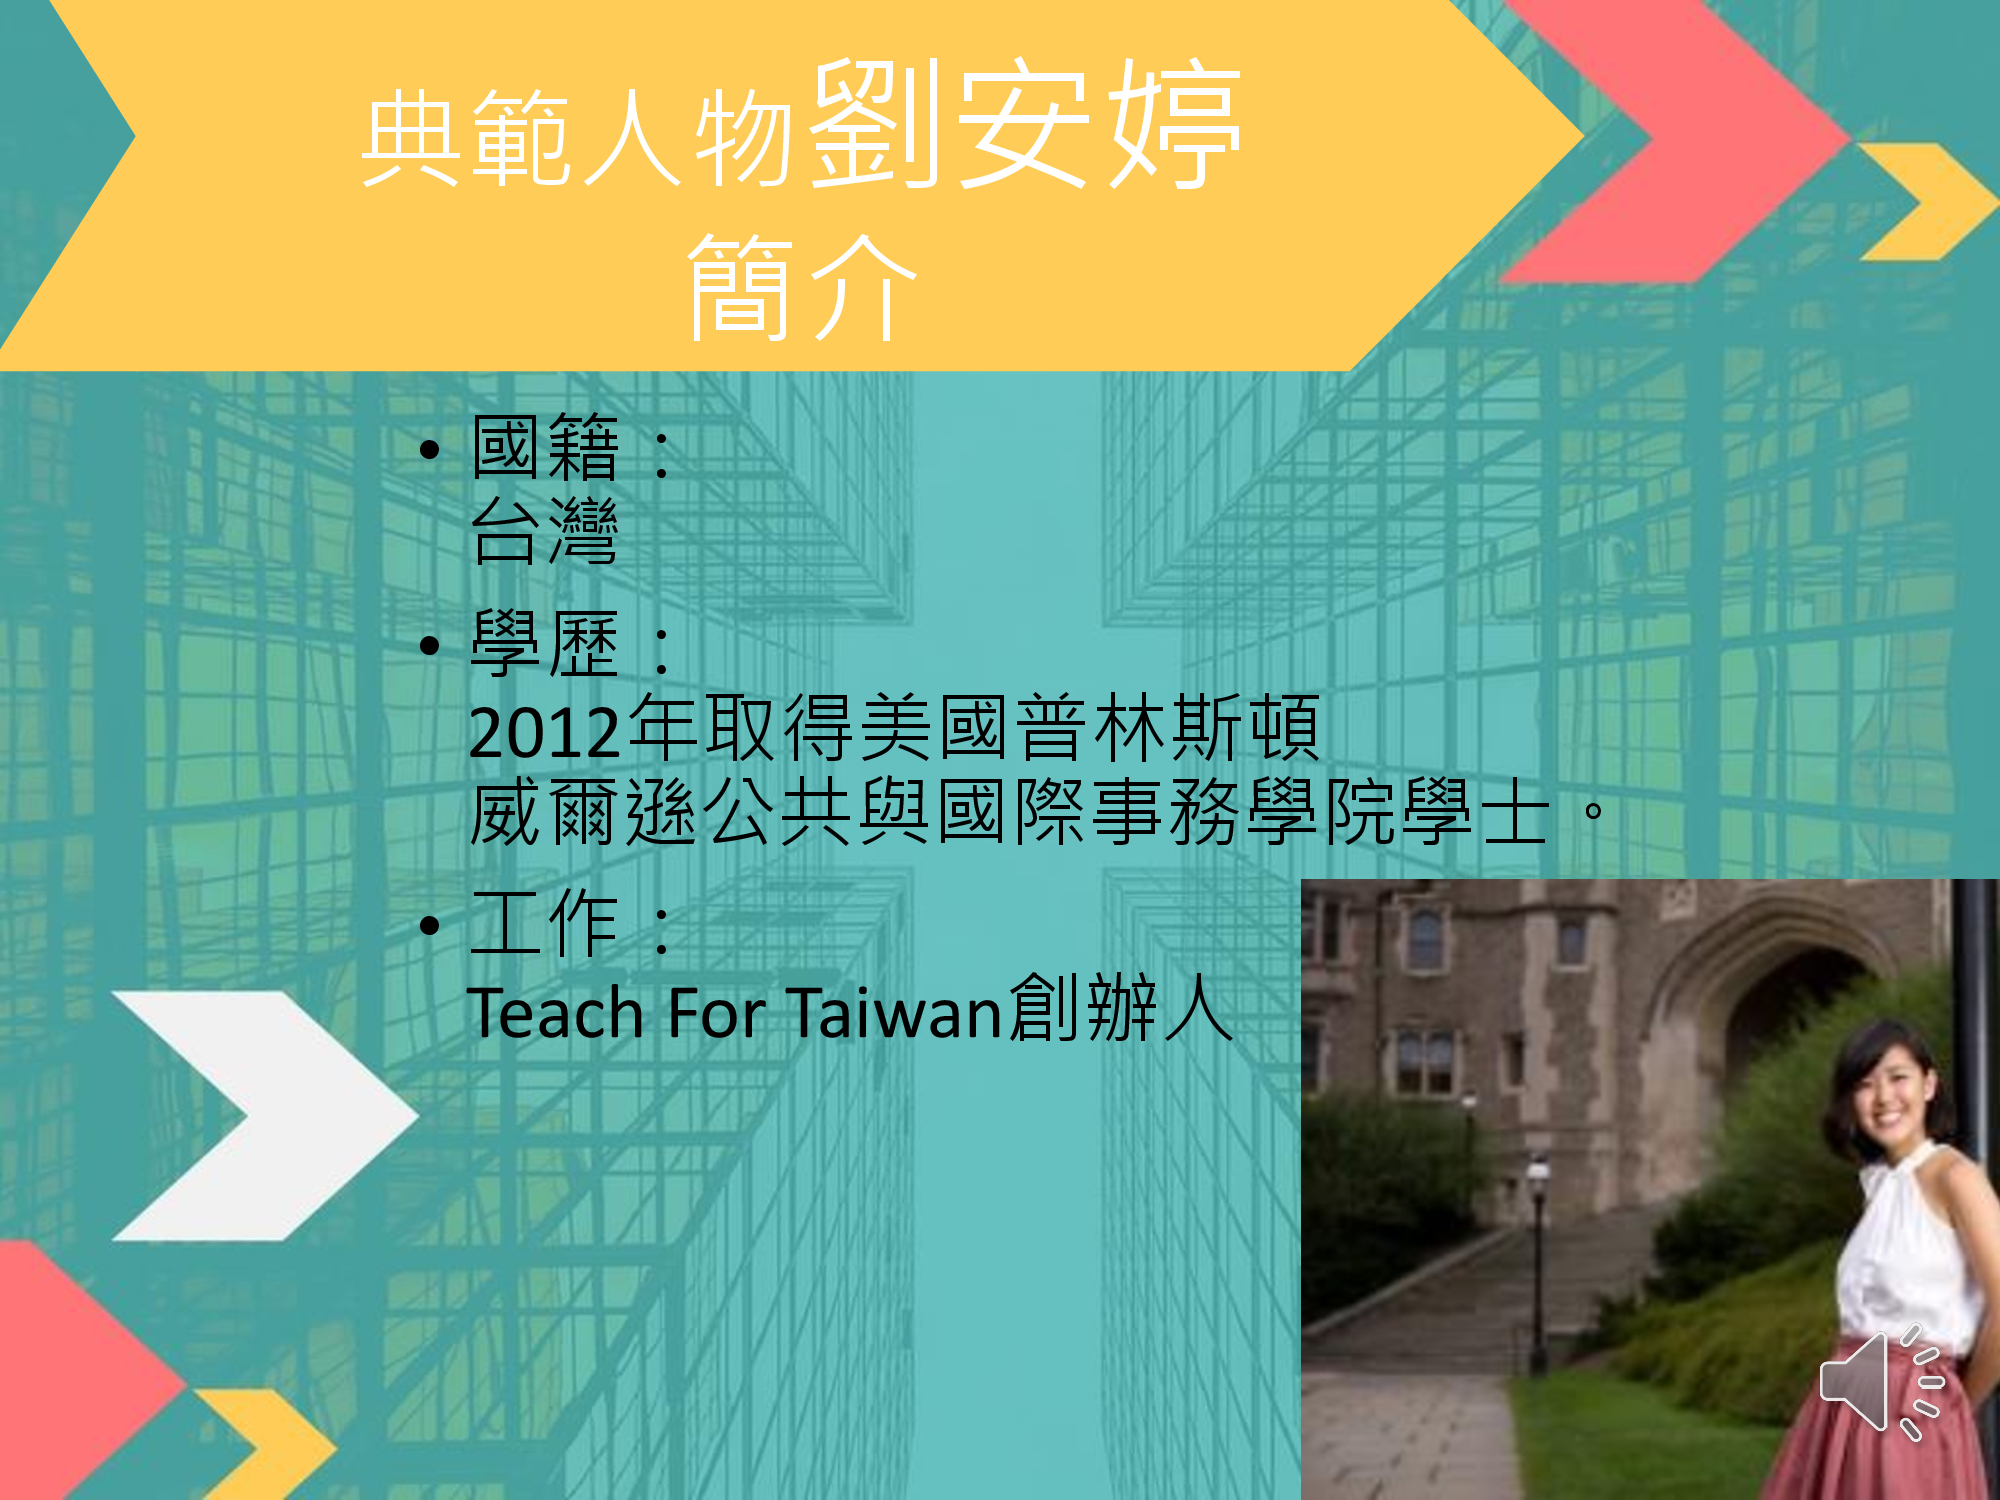 典範人物劉安婷
簡介
• 國籍：
台灣
• 學歷：
2012年取得美國普林斯頓
威爾遜公共與國際事務學院學士。
• 工作：
Teach For Taiwan創辦人